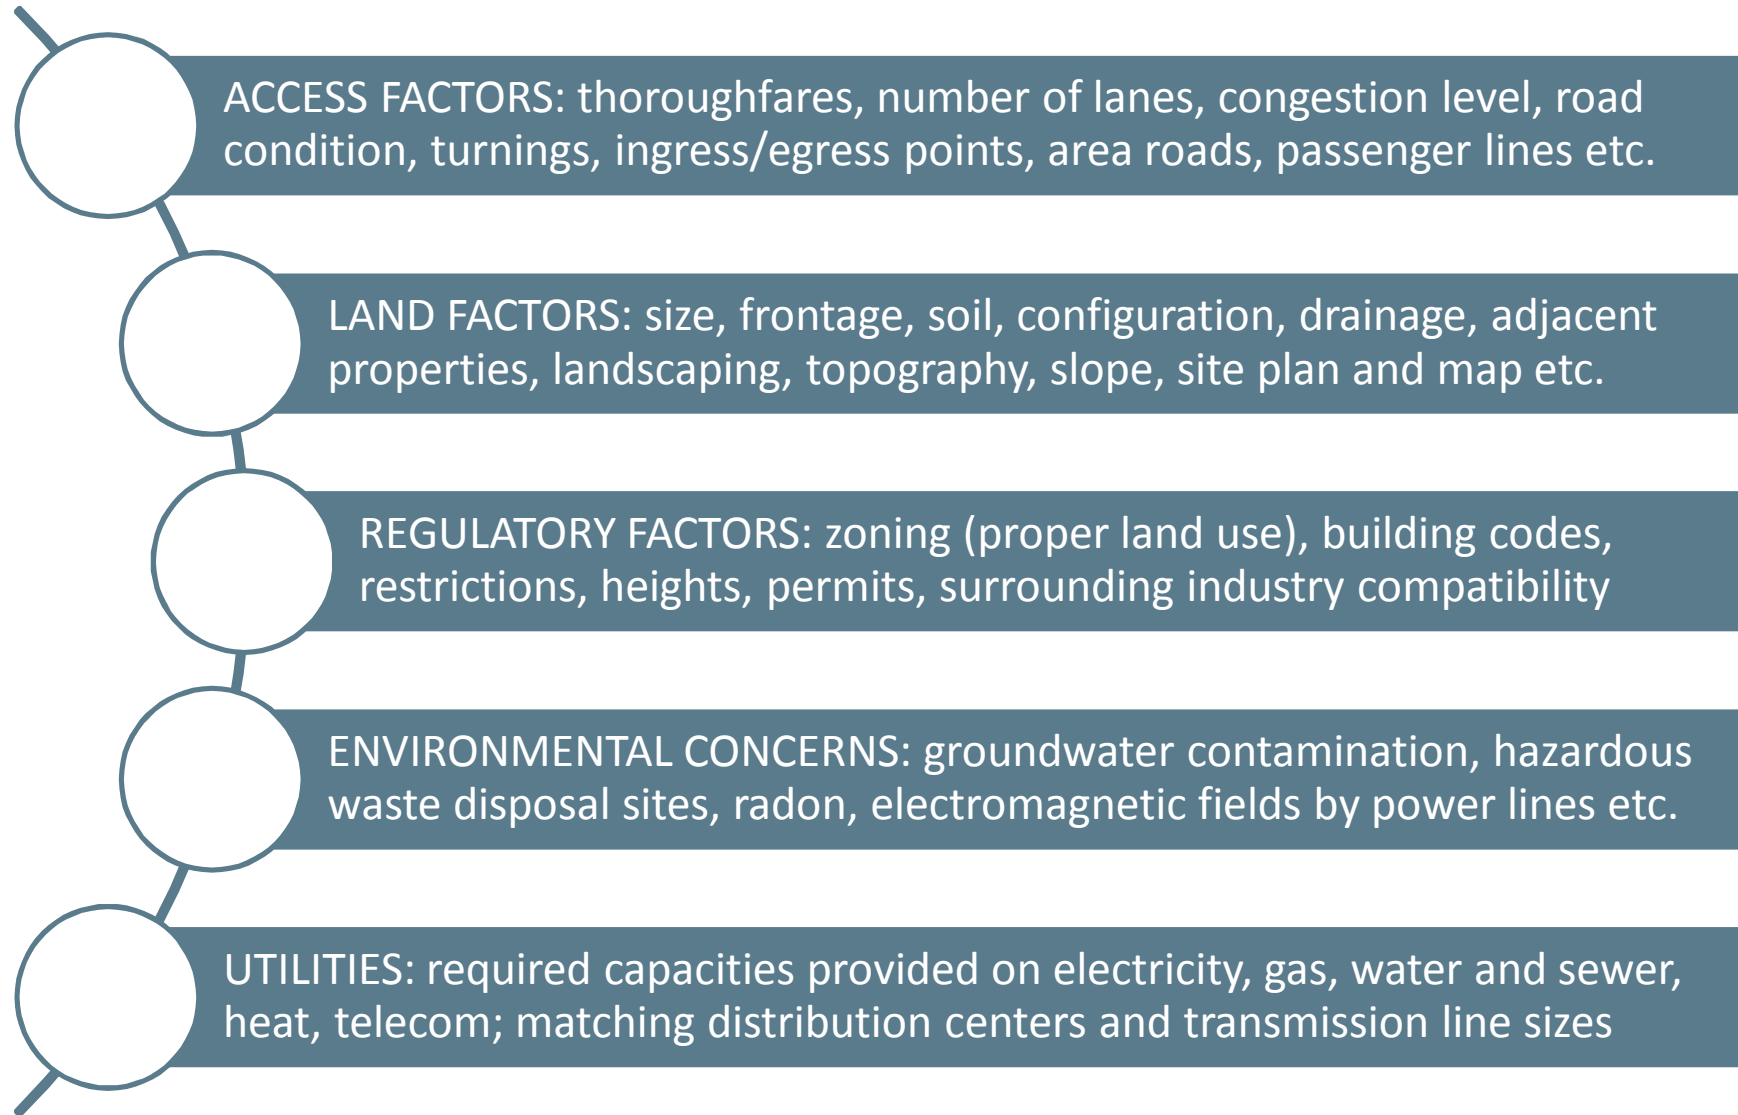 ACCESS FACTORS: thoroughfares, number of lanes, congestion level, road
condition, turnings, ingress/egress points, area roads, passenger lines etc.
LAND FACTORS: size, frontage, soil, configuration, drainage, adjacent
properties, landscaping, topography, slope, site plan and map etc.
REGULATORY FACTORS: zoning (proper land use), building codes,
restrictions, heights, permits, surrounding industry compatibility
ENVIRONMENTAL CONCERNS: groundwater contamination, hazardous
waste disposal sites, radon, electromagnetic fields by power lines etc.
UTILITIES: required capacities provided on electricity, gas, water and sewer,
heat, telecom; matching distribution centers and transmission line sizes